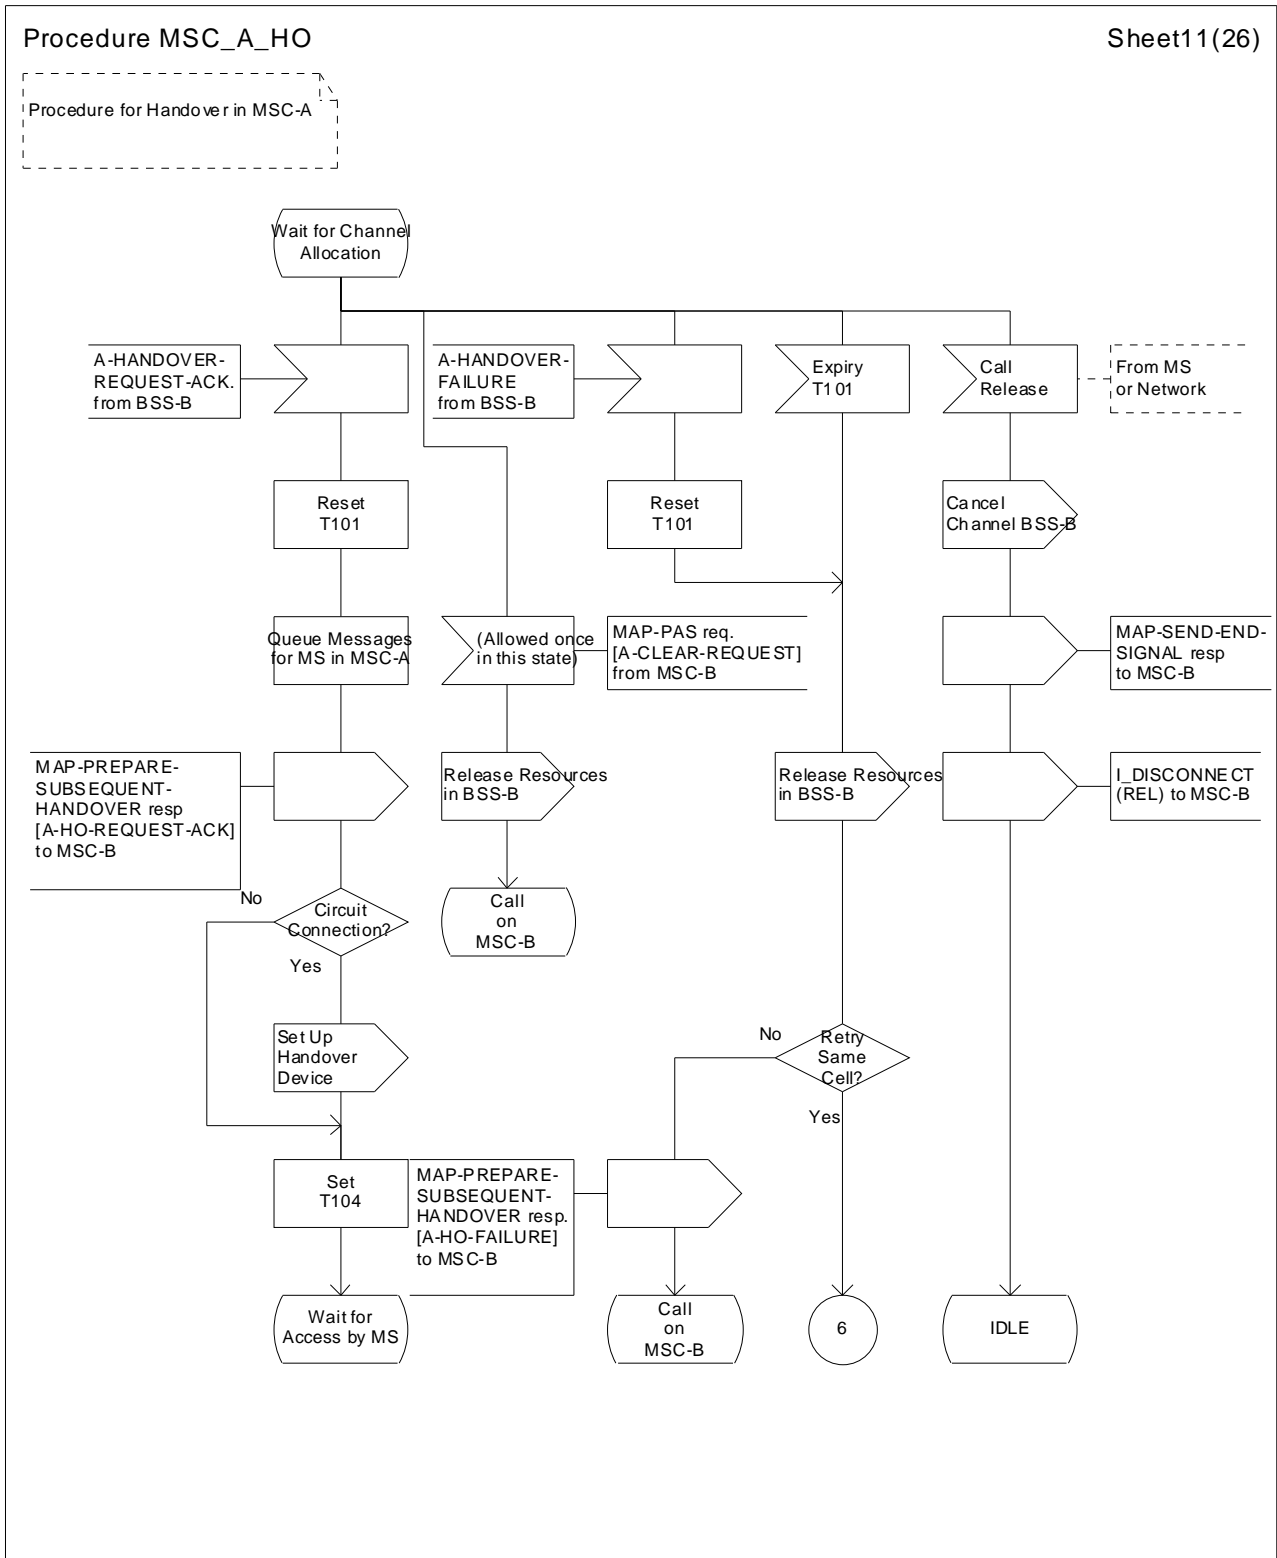 Procedure MSC_A_HO
Sheet11(26)
Procedure for Handover in MSC-A
Wait for Channel
Allocation
A-HANDOVER-
REQUEST-ACK.
from BSS-B
A-HANDOVER-
FAILURE
from BSS-B
Expiry
T101
Call
Release
From MS
or Network
Reset
T101
Reset
T101
Cancel
Channel BSS-B
Queue Messages
for MS in MSC-A
(Allowed once
in this state)
MAP-PAS req.
[A-CLEAR-REQUEST]
from MSC-B
MAP-SEND-END-
SIGNAL resp
to MSC-B
MAP-PREPARE-
SUBSEQUENT-
HANDOVER resp
[A-HO-REQUEST-ACK]
to MSC-B
Release Resources
in BSS-B
Release Resources
in BSS-B
I_DISCONNECT
(REL) to MSC-B
No
Circuit
Connection?
Yes
Call
on
MSC-B
Set Up
Handover
Device
No
Retry
Same
Cell?
Yes
Set
T104
MAP-PREPARE-
SUBSEQUENT-
HANDOVER resp.
[A-HO-FAILURE]
to MSC-B
Wait for
Access by MS
Call
on
MSC-B
6
IDLE